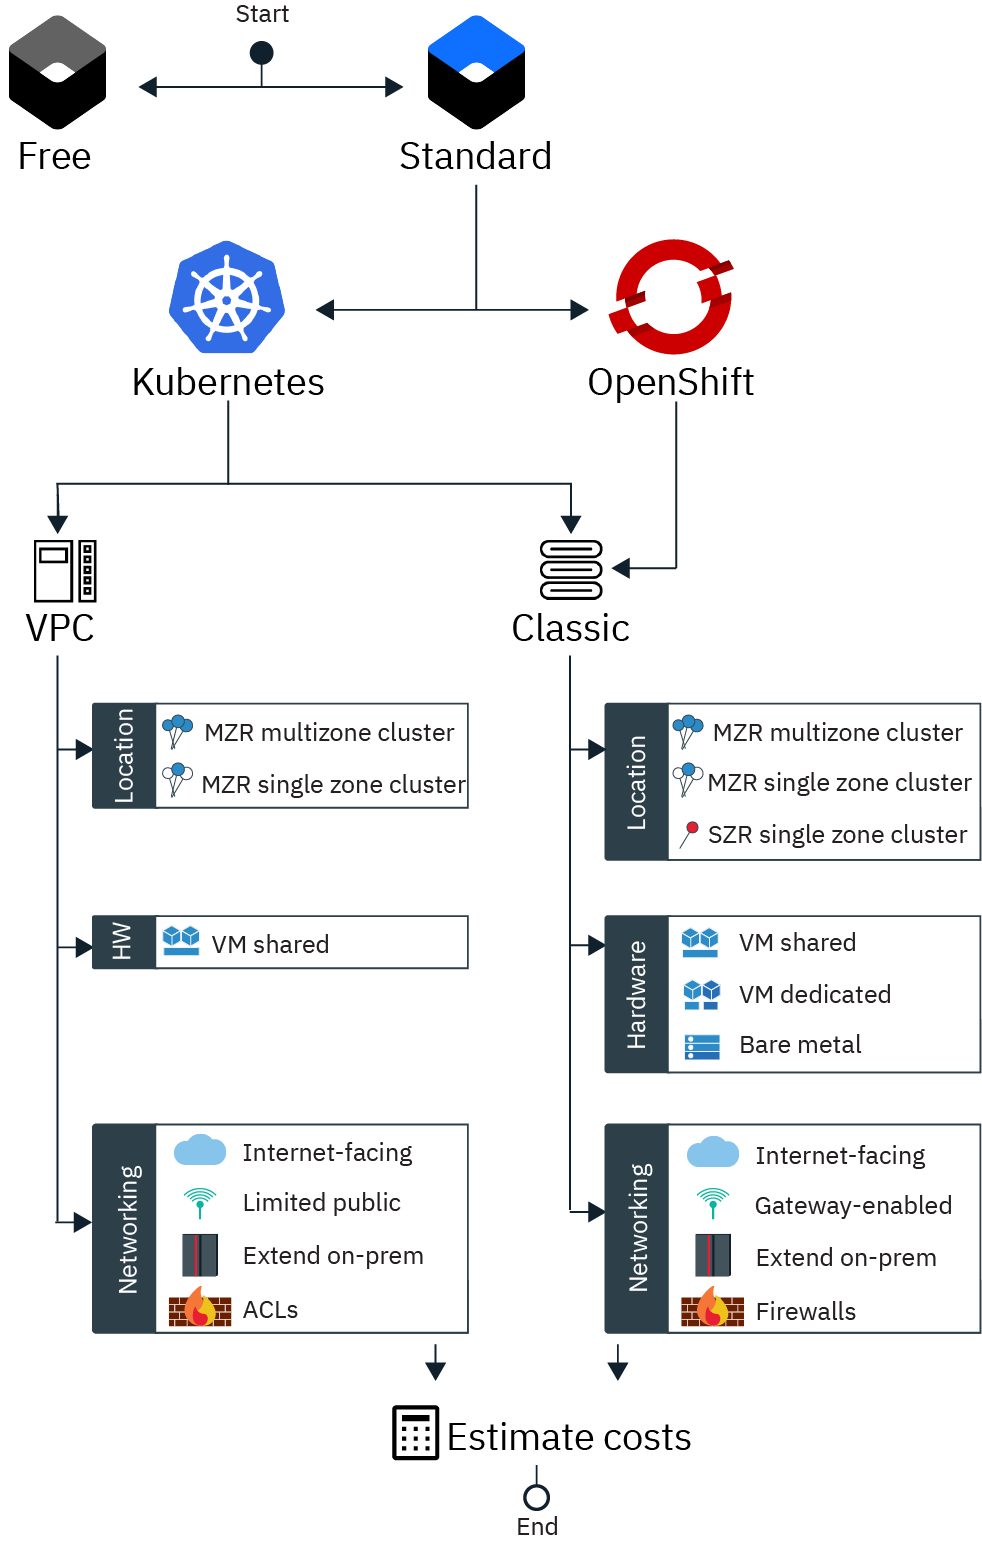 Start
Free
Standard
Kubernetes
OpenShift
VPC
Classic
Location
MZR multizone cluster
MZR single zone cluster
Location
MZR multizone cluster
MZR single zone cluster
SZR single zone cluster
HW
VM shared
Hardware
VM shared
VM dedicated
Bare metal
Networking
Internet-facing
Limited public
Extend on-prem
ACLs
Networking
Internet-facing
Gateway-enabled
Extend on-prem
Firewalls
Estimate costs
End